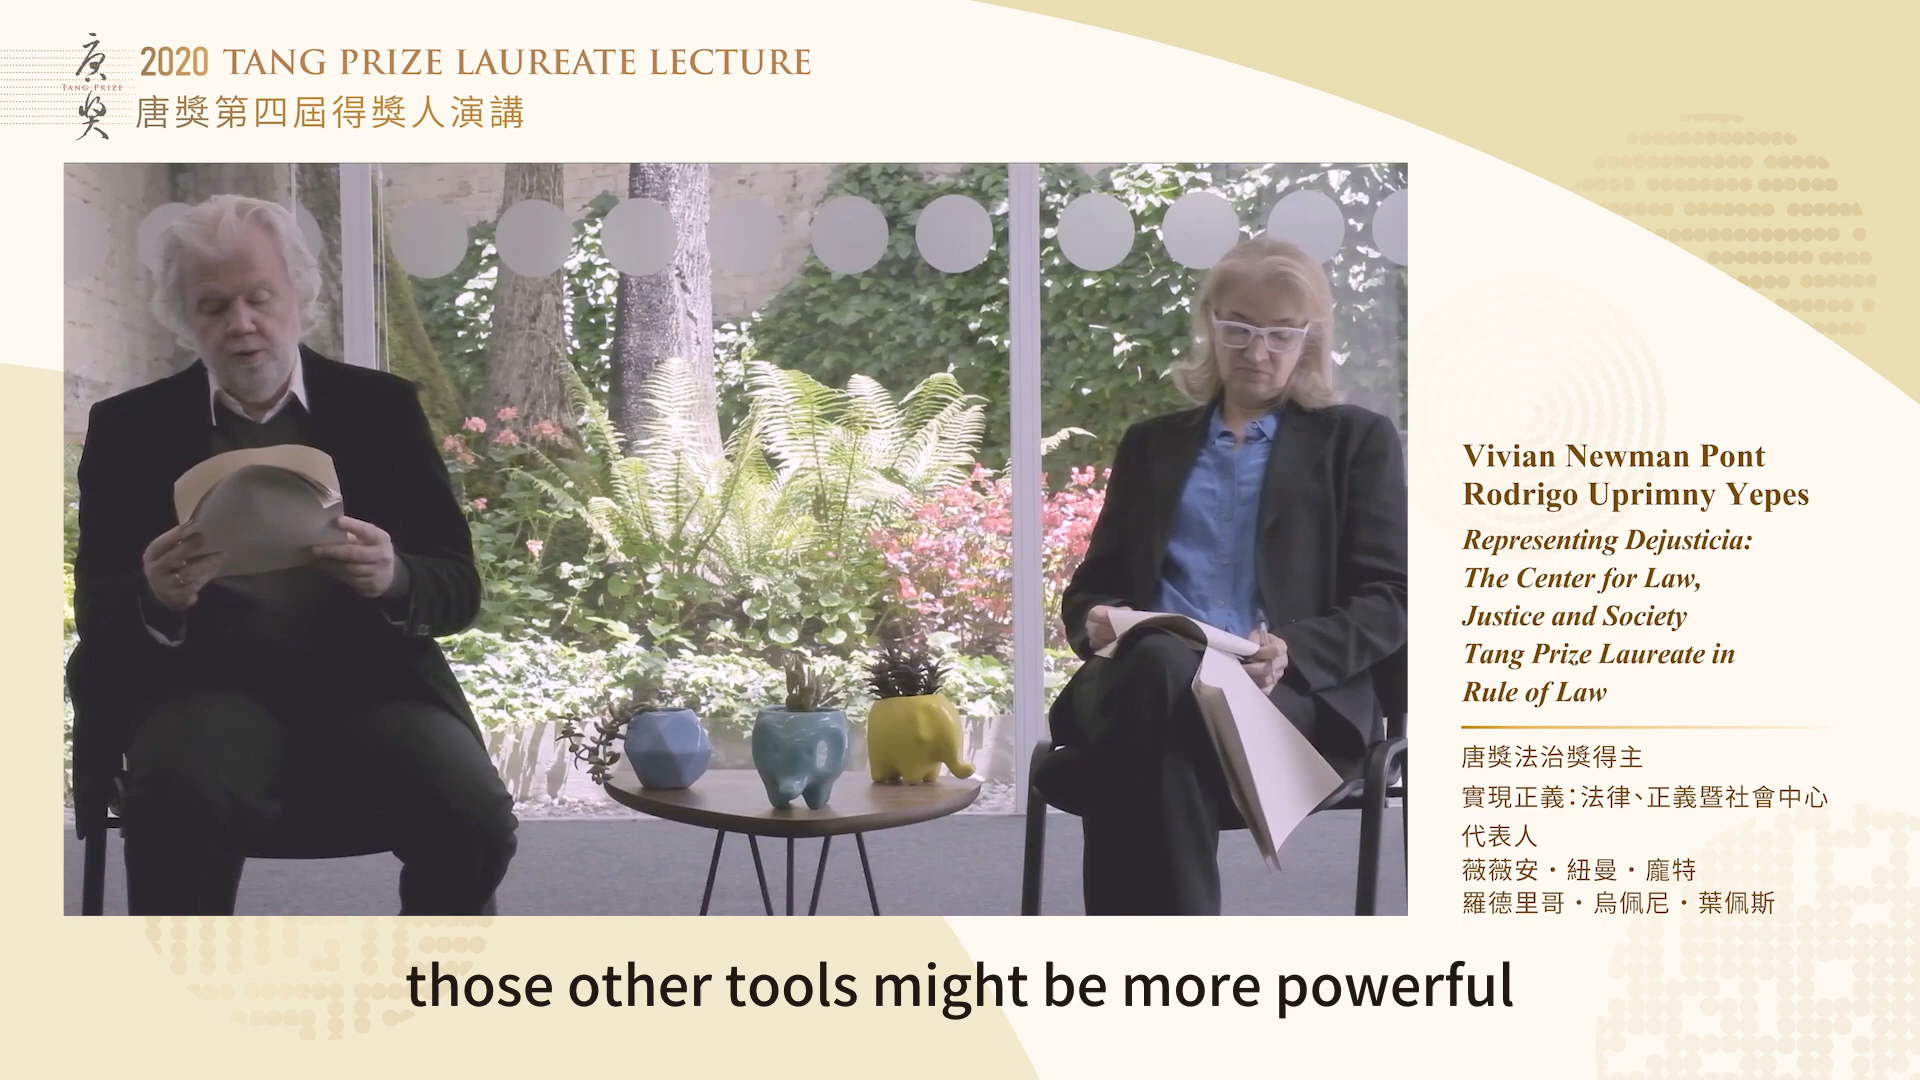 唐獎
TANG PRIZE
2020 TANG PRIZE LAUREATE LECTURE
唐獎第四屆得獎人演講
Vivian Newman Pont
Rodrigo Uprimny Yepes
Representing Dejusticia:
The Center for Law,
Justice and Society
Tang Prize Laureate in
Rule of Law
唐獎法治獎得主
實現正義：法律、正義暨社會中心
代表人
薇薇安・紐曼・龐特
羅德里哥・烏佩尼・葉佩斯
those other tools might be more powerful